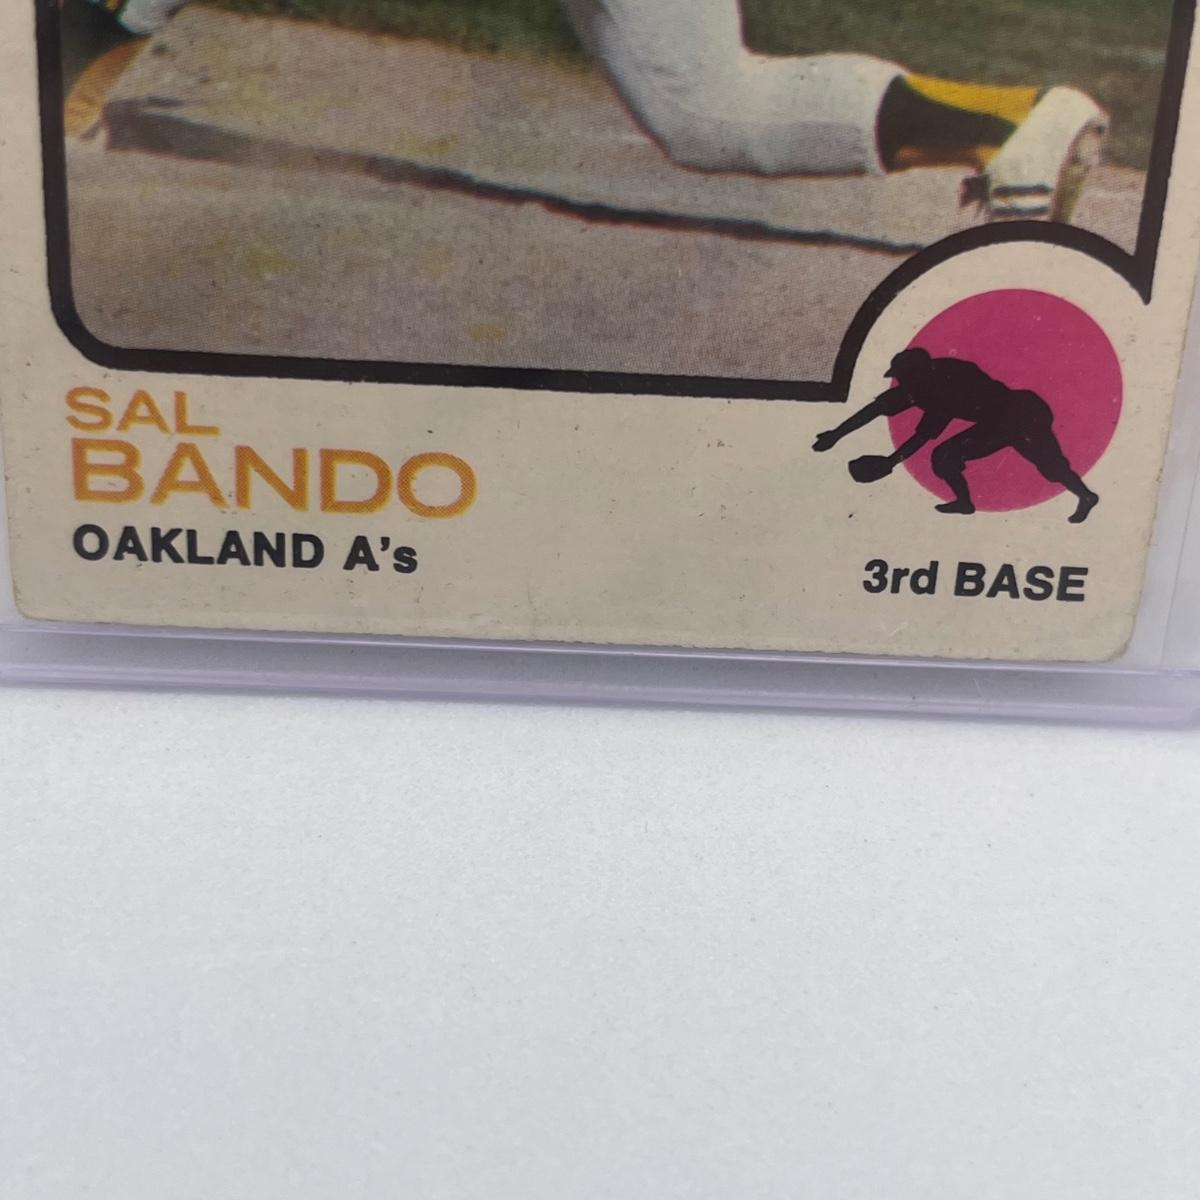 SAL
BANDO
OAKLAND A's
3rd BASE